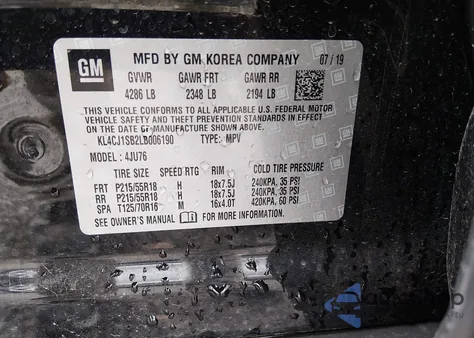 GM
MFD BY GM KOREA COMPANY 07/19
GVWR GAWR FRT GAWR RR
4286 LB 2348 LB 2194 LB
THIS VEHICLE CONFORMS TO ALL APPLICABLE U.S. FEDERAL MOTOR
VEHICLE SAFETY AND THEFT PREVENTION STANDARDS IN EFFECT ON
THE DATE OF MANUFACTURE SHOWN ABOVE.
KL4CJ1SB2LB006190 TYPE: MPV
MODEL: 4JU76
TIRE SIZE SPEED RTG RIM COLD TIRE PRESSURE
FRT P215/55R18 H 18x7.5J 240KPA, 35 PSI
RR P215/55R18 H 18x7.5J 240KPA, 35 PSI
SPA T125/70R16 M 16x4.0T 420KPA, 60 PSI
SEE OWNER'S MANUAL FOR MORE INFORMATION.